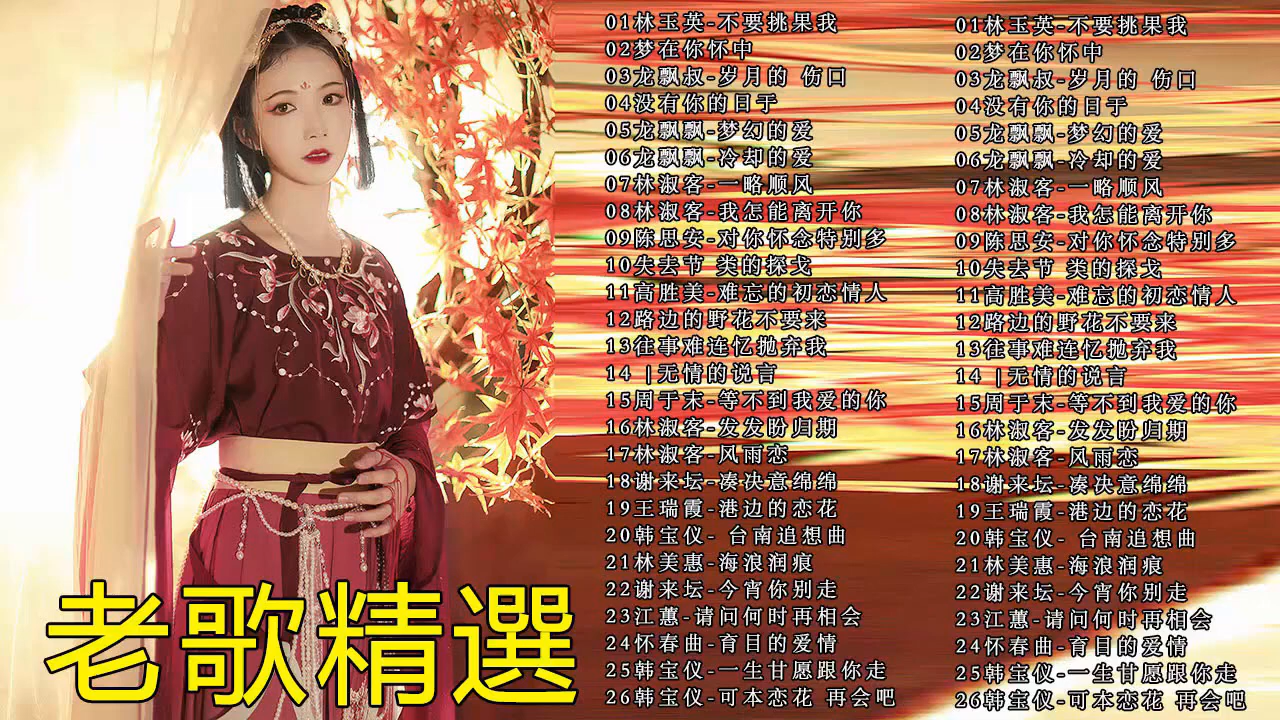 01林玉英-不要挑果我
02梦在你怀中
03龙飘叔-岁月的 伤口
04没有你的日于
05龙飘飘-梦幻的爱
06龙飘飘-冷却的爱
07林淑客-一略顺风
08林淑客-我怎能离开你
09陈思安-对你怀念特别多
10失去节 类的探戈
11高胜美-难忘的初恋情人
12路边的野花不要来
13往事难连忆抛弃我
14 |无情的说言
15周于末-等不到我爱的你
16林淑客-发发盼归期
17林淑客-风雨恋
18谢来坛-凑决意绵绵
19王瑞霞-港边的恋花
20韩宝仪- 台南追想曲
21林美惠-海浪润痕
22谢来坛-今宵你别走
23江蕙-请问何时再相会
24怀春曲-育目的爱情
25韩宝仪-一生甘愿跟你走
26韩宝仪-可本恋花 再会吧
01林玉英-不要挑果我
02梦在你怀中
03龙飘叔-岁月的 伤口
04没有你的日于
05龙飘飘-梦幻的爱
06龙飘飘-冷却的爱
07林淑客-一略顺风
08林淑客-我怎能离开你
09陈思安-对你怀念特别多
10失去节 类的探戈
11高胜美-难忘的初恋情人
12路边的野花不要来
13往事难连忆抛弃我
14 |无情的说言
15周于末-等不到我爱的你
16林淑客-发发盼归期
17林淑客-风雨恋
18谢来坛-凑决意绵绵
19王瑞霞-港边的恋花
20韩宝仪- 台南追想曲
21林美惠-海浪润痕
22谢来坛-今宵你别走
23江蕙-请问何时再相会
24怀春曲-育目的爱情
25韩宝仪-一生甘愿跟你走
26韩宝仪-可本恋花 再会吧
老歌精選